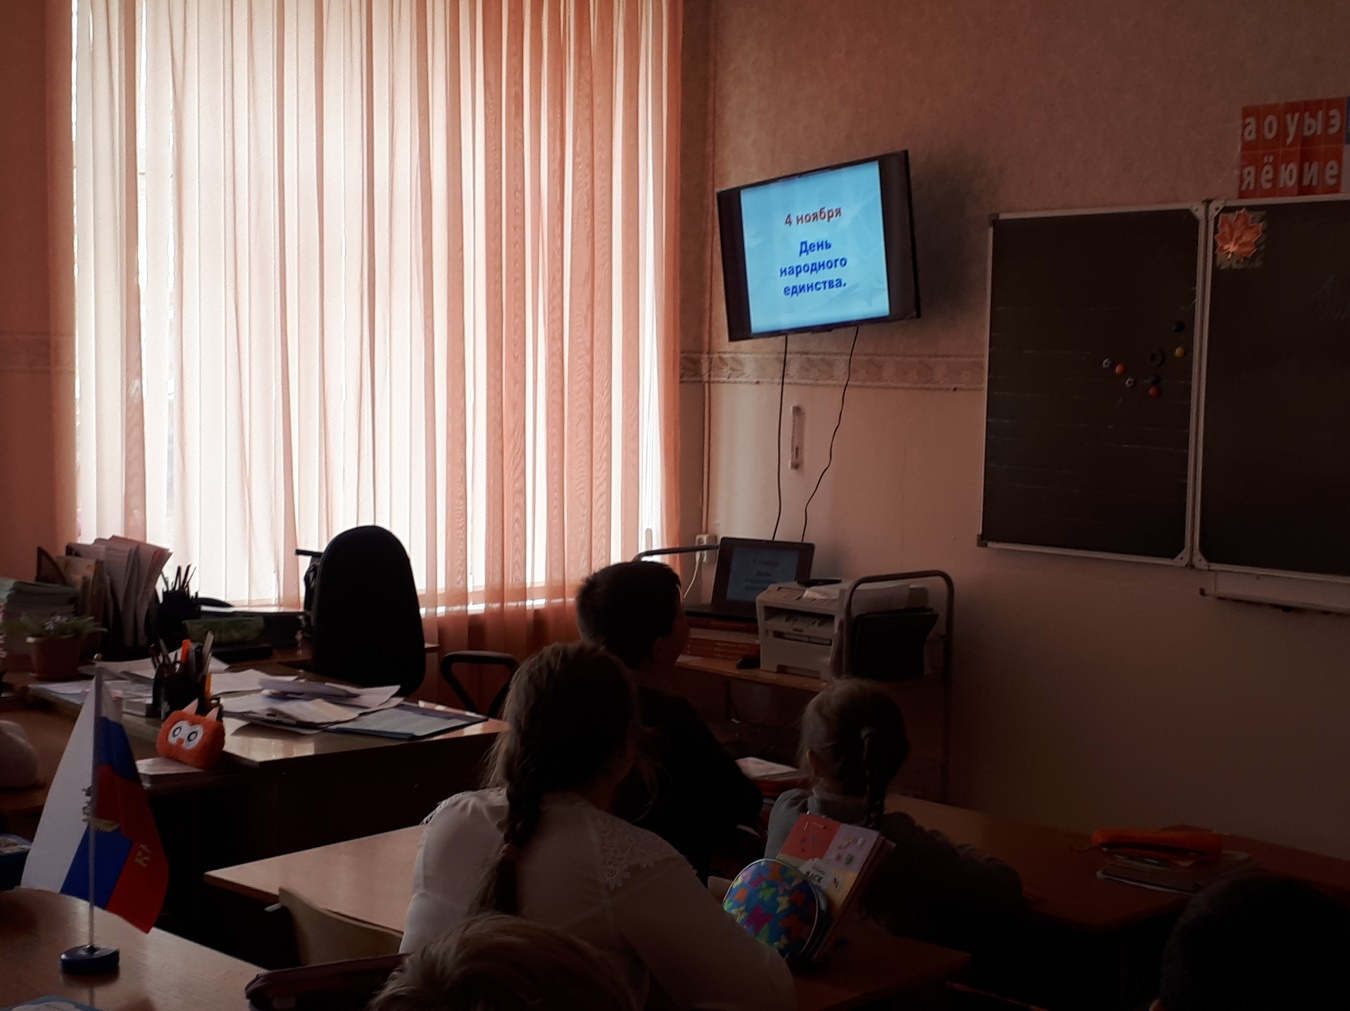 4 ноября
День
народного
единства.
а о у ы э
я ё ю и е